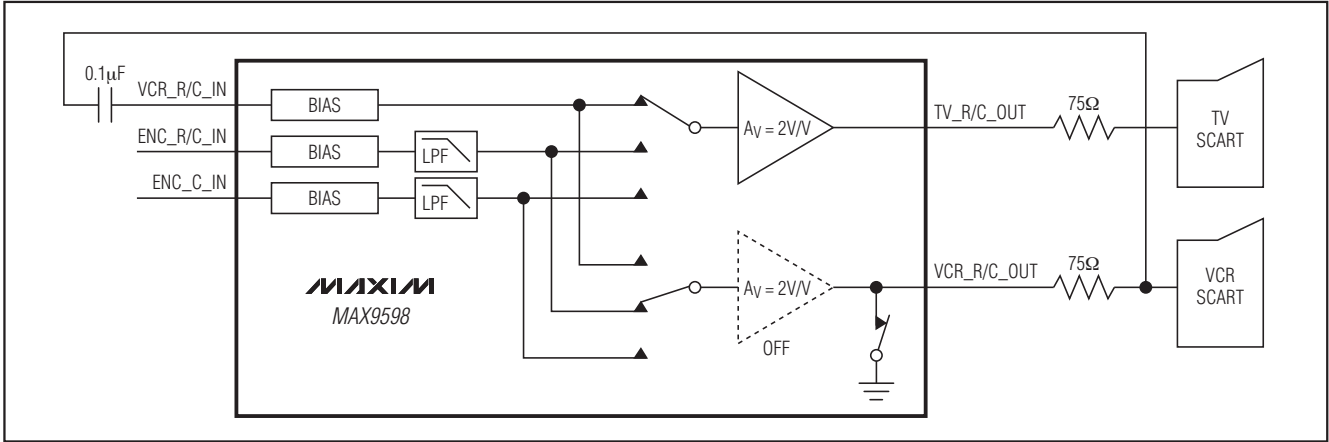 0.1µF
VCR_R/C_IN
BIAS
AV = 2V/V
TV_R/C_OUT
75Ω
TV
SCART
ENC_R/C_IN
BIAS
LPF
ENC_C_IN
BIAS
LPF
MAXIM
MAX9598
AV = 2V/V
OFF
VCR_R/C_OUT
75Ω
VCR
SCART